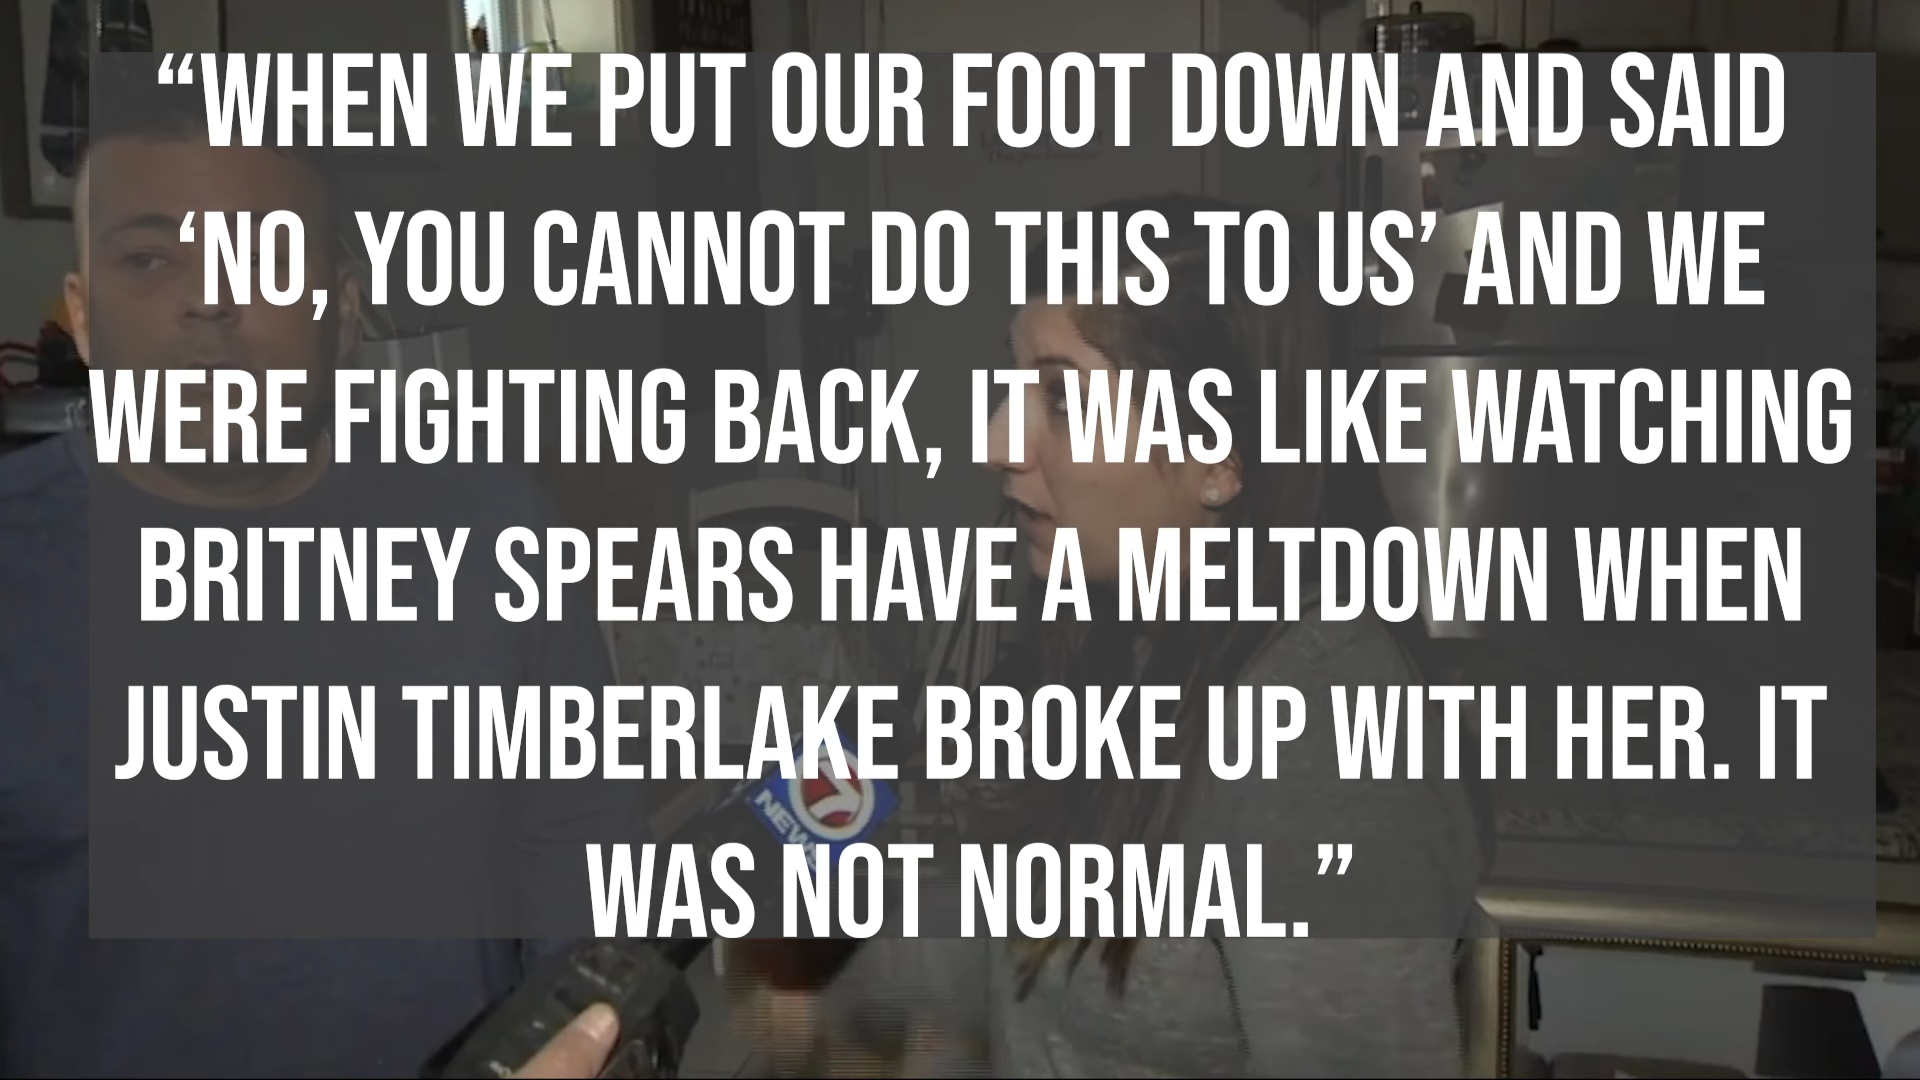 “WHEN WE PUT OUR FOOT DOWN AND SAID
‘NO, YOU CANNOT DO THIS TO US’ AND WE
WERE FIGHTING BACK, IT WAS LIKE WATCHING
BRITNEY SPEARS HAVE A MELTDOWN WHEN
JUSTIN TIMBERLAKE BROKE UP WITH HER. IT
WAS NOT NORMAL.”
7
NEWS